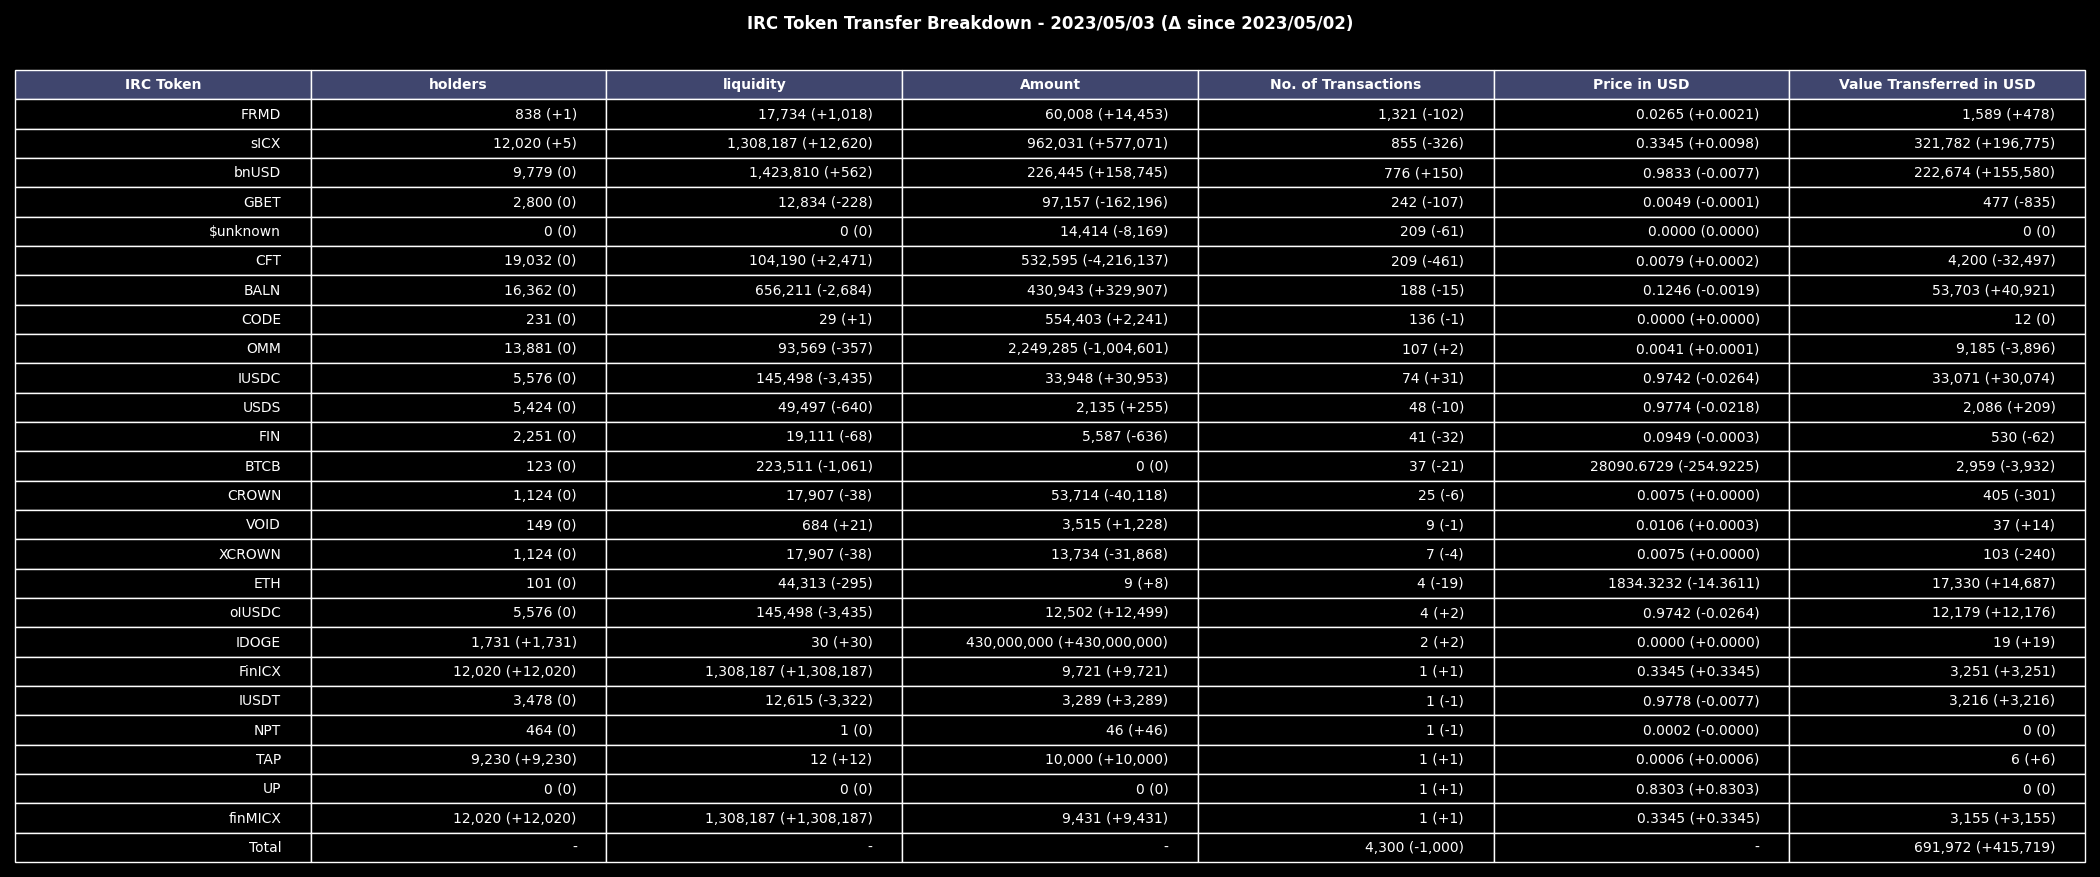 IRC Token Transfer Breakdown - 2023/05/03 (Δ since 2023/05/02)
IRC Token holders liquidity Amount No. of Transactions Price in USD Value Transferred in USD
FRMD 838 (+1) 17,734 (+1,018) 60,008 (+14,453) 1,321 (-102) 0.0265 (+0.0021) 1,589 (+478)
sICX 12,020 (+5) 1,308,187 (+12,620) 962,031 (+577,071) 855 (-326) 0.3345 (+0.0098) 321,782 (+196,775)
bnUSD 9,779 (0) 1,423,810 (+562) 226,445 (+158,745) 776 (+150) 0.9833 (-0.0077) 222,674 (+155,580)
GBET 2,800 (0) 12,834 (-228) 97,157 (-162,196) 242 (-107) 0.0049 (-0.0001) 477 (-835)
$unknown 0 (0) 0 (0) 14,414 (-8,169) 209 (-61) 0.0000 (0.0000) 0 (0)
CFT 19,032 (0) 104,190 (+2,471) 532,595 (-4,216,137) 209 (-461) 0.0079 (+0.0002) 4,200 (-32,497)
BALN 16,362 (0) 656,211 (-2,684) 430,943 (+329,907) 188 (-15) 0.1246 (-0.0019) 53,703 (+40,921)
CODE 231 (0) 29 (+1) 554,403 (+2,241) 136 (-1) 0.0000 (+0.0000) 12 (0)
OMM 13,881 (0) 93,569 (-357) 2,249,285 (-1,004,601) 107 (+2) 0.0041 (+0.0001) 9,185 (-3,896)
IUSDC 5,576 (0) 145,498 (-3,435) 33,948 (+30,953) 74 (+31) 0.9742 (-0.0264) 33,071 (+30,074)
USDS 5,424 (0) 49,497 (-640) 2,135 (+255) 48 (-10) 0.9774 (-0.0218) 2,086 (+209)
FIN 2,251 (0) 19,111 (-68) 5,587 (-636) 41 (-32) 0.0949 (-0.0003) 530 (-62)
BTCB 123 (0) 223,511 (-1,061) 0 (0) 37 (-21) 28090.6729 (-254.9225) 2,959 (-3,932)
CROWN 1,124 (0) 17,907 (-38) 53,714 (-40,118) 25 (-6) 0.0075 (+0.0000) 405 (-301)
VOID 149 (0) 684 (+21) 3,515 (+1,228) 9 (-1) 0.0106 (+0.0003) 37 (+14)
XCROWN 1,124 (0) 17,907 (-38) 13,734 (-31,868) 7 (-4) 0.0075 (+0.0000) 103 (-240)
ETH 101 (0) 44,313 (-295) 9 (+8) 4 (-19) 1834.3232 (-14.3611) 17,330 (+14,687)
oIUSDC 5,576 (0) 145,498 (-3,435) 12,502 (+12,499) 4 (+2) 0.9742 (-0.0264) 12,179 (+12,176)
IDOGE 1,731 (+1,731) 30 (+30) 430,000,000 (+430,000,000) 2 (+2) 0.0000 (+0.0000) 19 (+19)
FinICX 12,020 (+12,020) 1,308,187 (+1,308,187) 9,721 (+9,721) 1 (+1) 0.3345 (+0.3345) 3,251 (+3,251)
IUSDT 3,478 (0) 12,615 (-3,322) 3,289 (+3,289) 1 (-1) 0.9778 (-0.0077) 3,216 (+3,216)
NPT 464 (0) 1 (0) 46 (+46) 1 (-1) 0.0002 (-0.0000) 0 (0)
TAP 9,230 (+9,230) 12 (+12) 10,000 (+10,000) 1 (+1) 0.0006 (+0.0006) 6 (+6)
UP 0 (0) 0 (0) 0 (0) 1 (+1) 0.8303 (+0.8303) 0 (0)
finMICX 12,020 (+12,020) 1,308,187 (+1,308,187) 9,431 (+9,431) 1 (+1) 0.3345 (+0.3345) 3,155 (+3,155)
Total - - - 4,300 (-1,000) - 691,972 (+415,719)